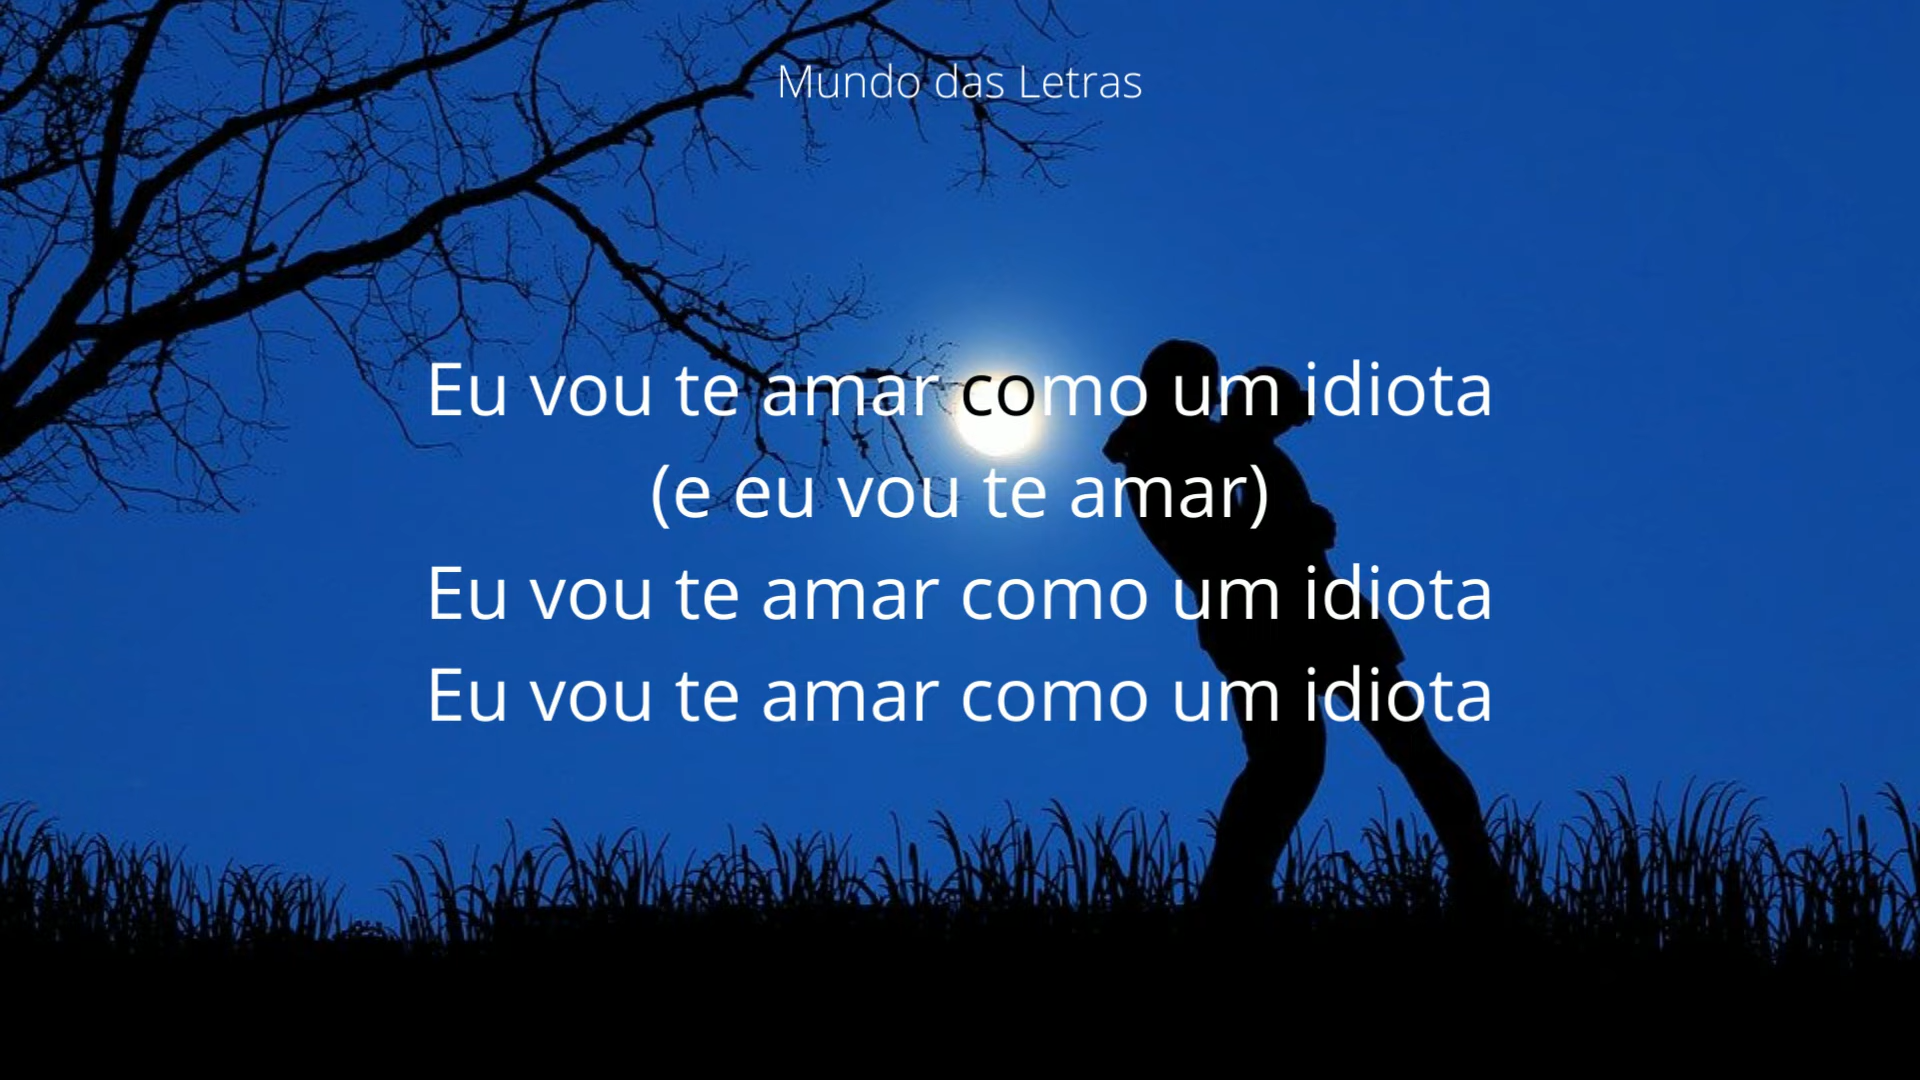 Mundo das Letras
Eu vou te amar como um idiota
(e eu vou te amar)
Eu vou te amar como um idiota
Eu vou te amar como um idiota